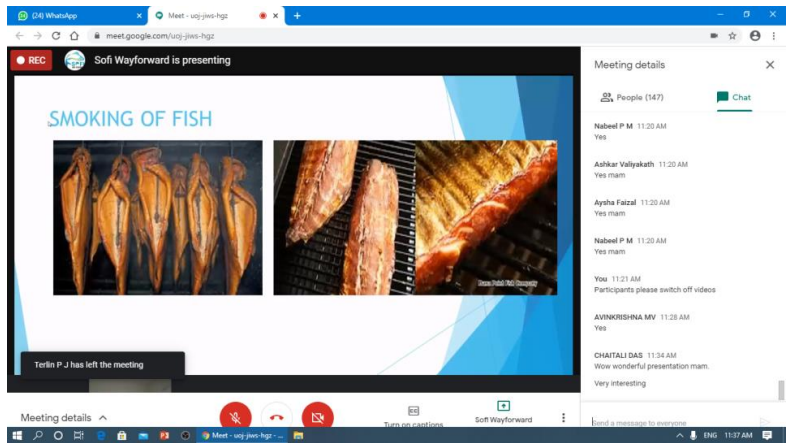 (24) WhatsApp
Meet - uoj-jiws-hgz
meet.google.com/uoj-jiws-hgz
REC
Sofi Wayforward is presenting
SMOKING OF FISH
Terlin P J has left the meeting
Meeting details
Turn on captions
Sofi Wayforward
Meeting details
People (147)
Chat
Nabeel P M 11:20 AM
Yes
Ashkar Valiyakath 11:20 AM
Yes mam
Aysha Faizal 11:20 AM
Yes mam
Nabeel P M 11:20 AM
Yes mam
You 11:21 AM
Participants please switch off videos
AVINKRISHNA MV 11:28 AM
Yes
CHAITALI DAS 11:34 AM
Wow wonderful presentation mam.
Very interesting
Send a message to everyone
Meet - uoj-jiws-hgz - ...
ENG 11:37 AM